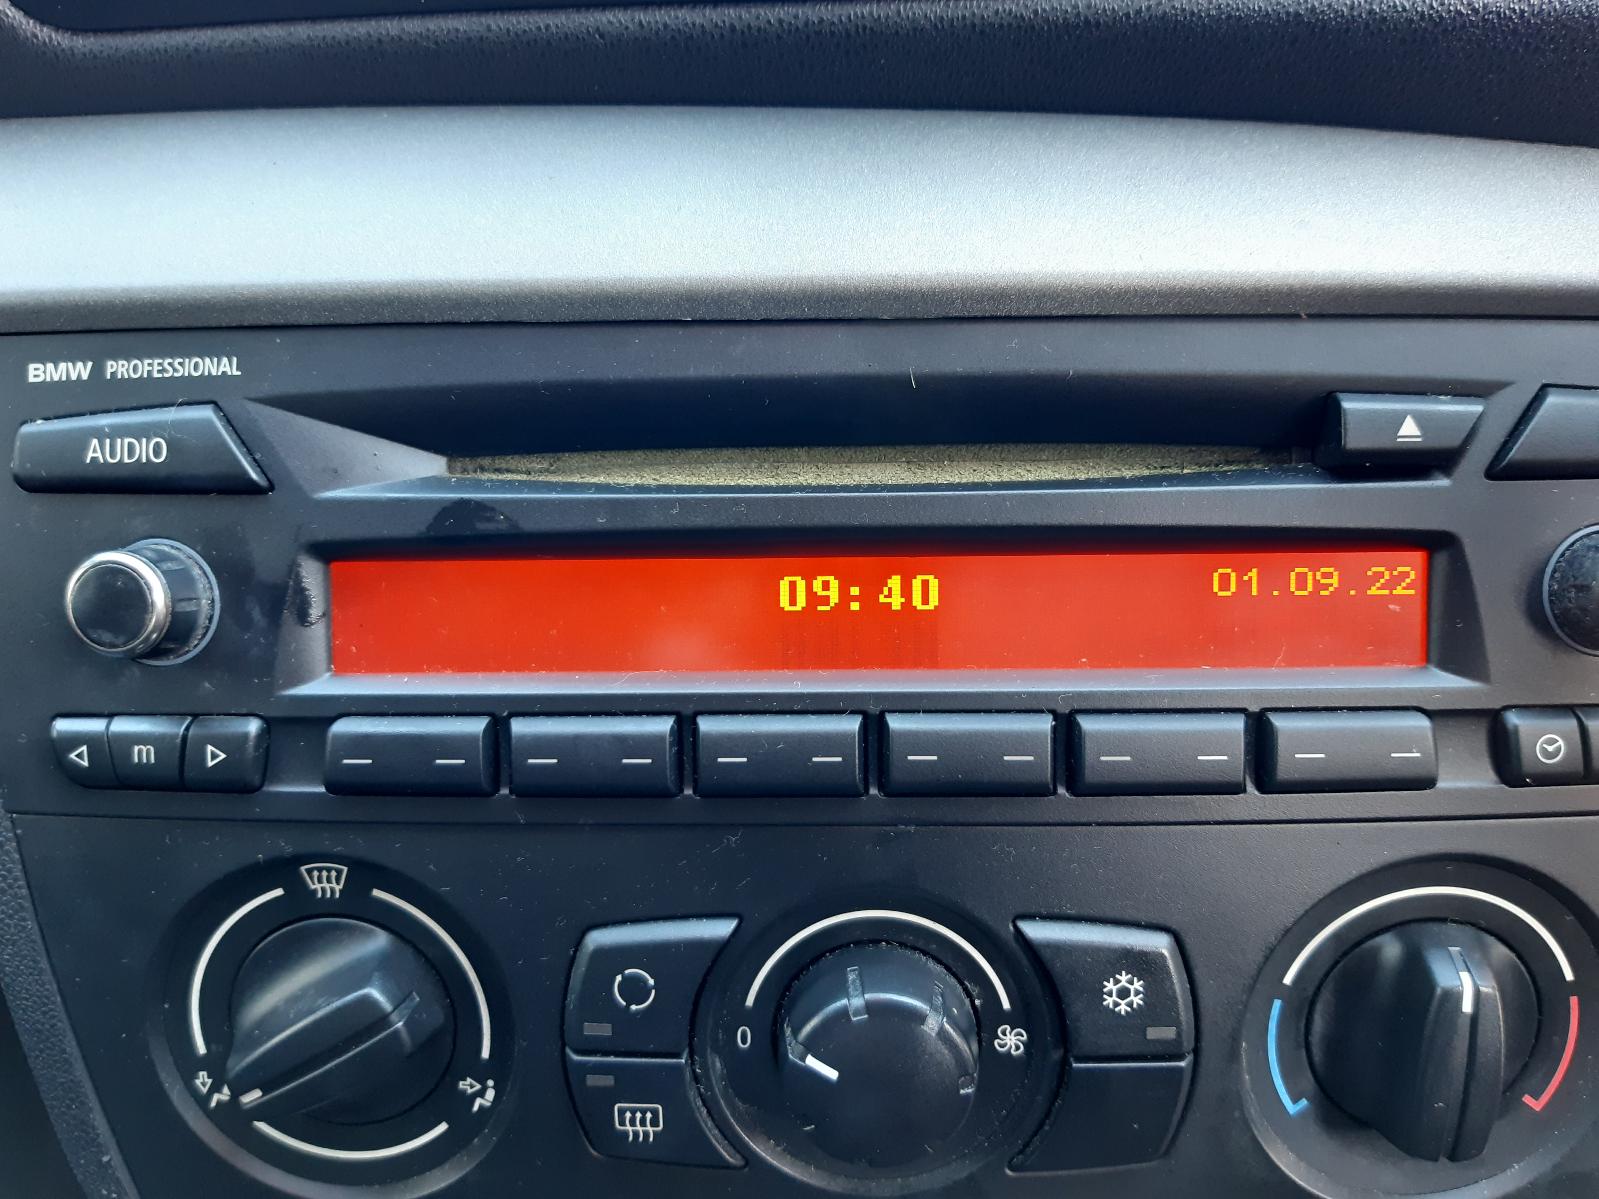 BMW PROFESSIONAL
AUDIO
09:40
01.09.22
m
0